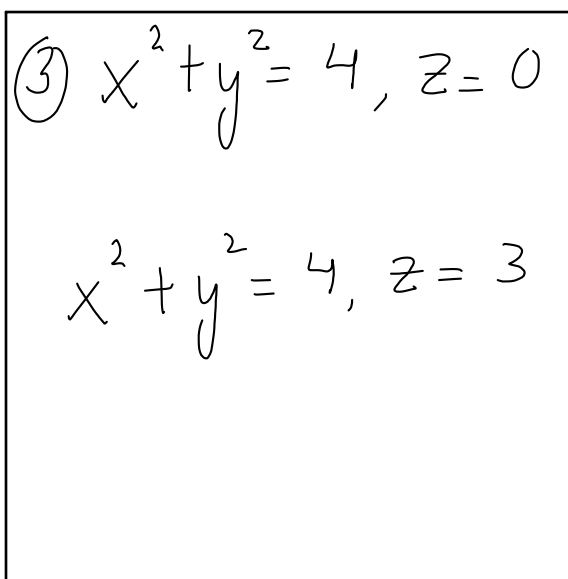 ③ x² + y² = 4, z = 0
x² + y² = 4, z = 3